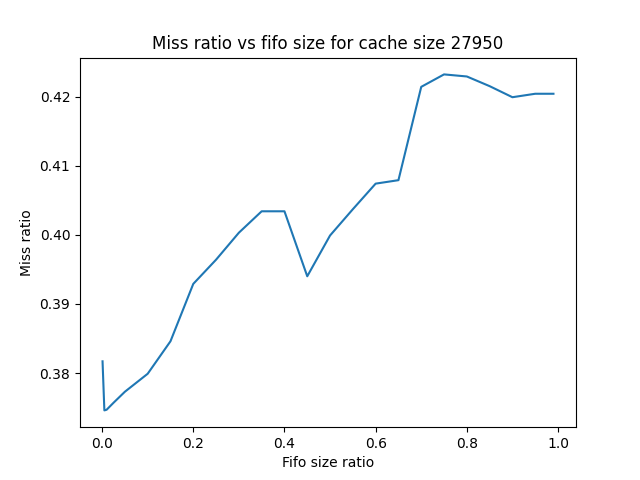 Miss ratio vs fifo size for cache size 27950
0.42
0.41
0.40
0.39
0.38
Miss ratio
0.0 0.2 0.4 0.6 0.8 1.0
Fifo size ratio